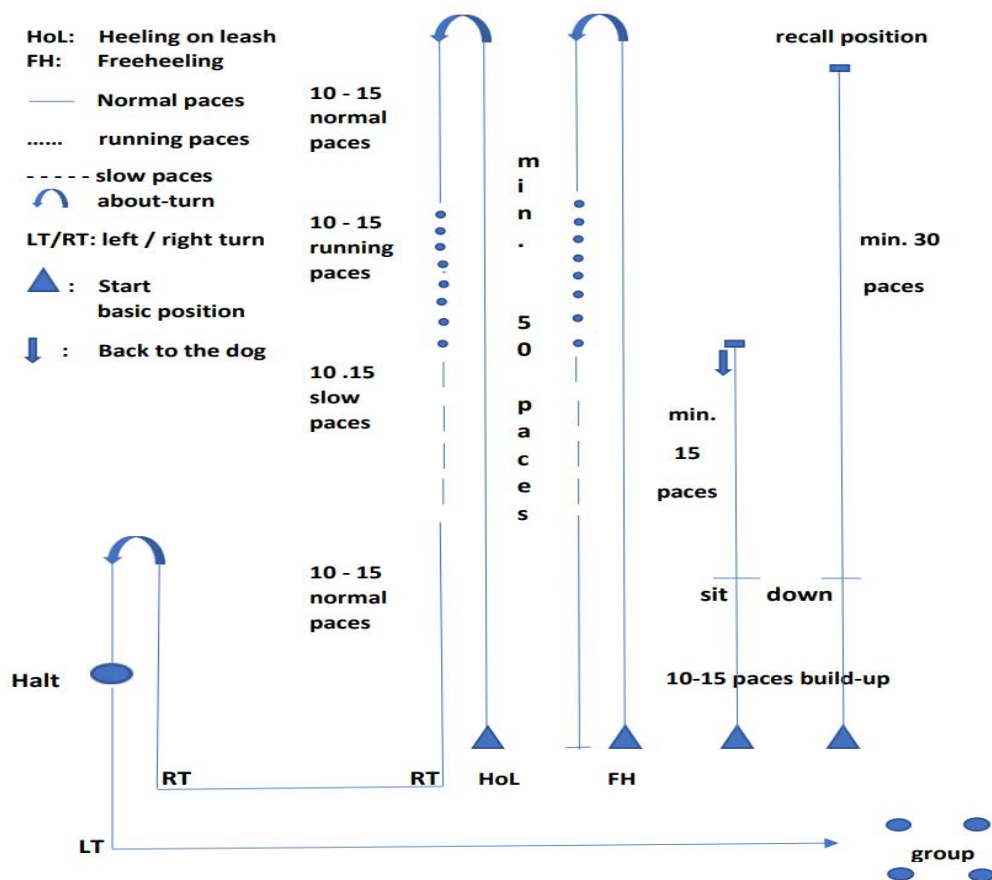 HoL: Heeling on leash
FH: Freeheeling
Normal paces
...... running paces
- - - - - slow paces
about-turn
LT/RT: left / right turn
: Start
basic position
: Back to the dog
10 - 15
normal
paces
10 - 15
running
paces
10 .15
slow
paces
10 - 15
normal
paces
min. 50 paces
recall position
min. 30
paces
min.
15
paces
sit down
10-15 paces build-up
Halt
RT RT HoL FH
LT
group